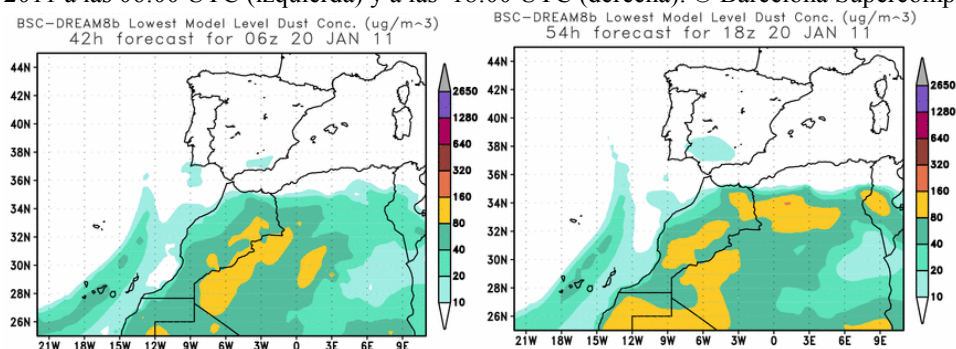 2011 a las 06:00 UTC (izquierda) y a las 18:00 UTC (derecha). © Barcelona Supercomp
BSC-DREAM8b Lowest Model Level Dust Conc. (ug/m^3)
42h forecast for 06z 20 JAN 11
44N
42N
40N
38N
36N
34N
32N
30N
28N
26N
21W 18W 15W 12W 9W 6W 3W 0 3E 6E 9E
2650
1280
640
320
160
80
40
20
10
BSC-DREAM8b Lowest Model Level Dust Conc. (ug/m^3)
54h forecast for 18z 20 JAN 11
44N
42N
40N
38N
36N
34N
32N
30N
28N
26N
21W 18W 15W 12W 9W 6W 3W 0 3E 6E 9E
2650
1280
640
320
160
80
40
20
10